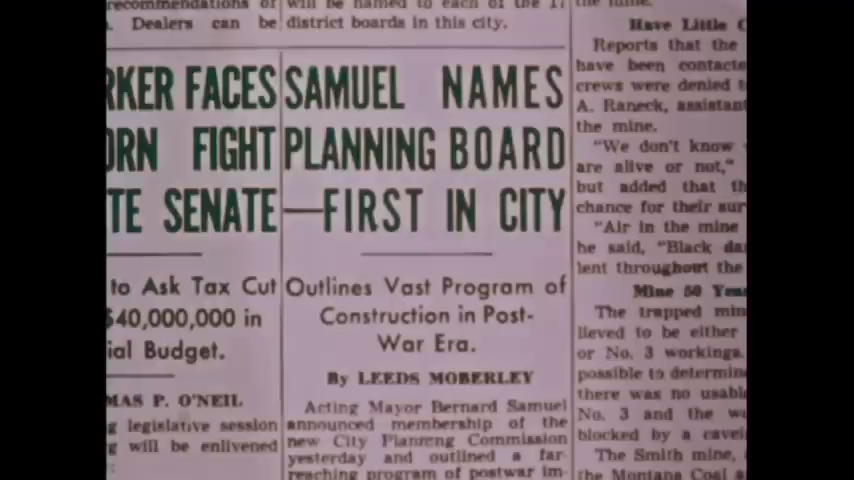 recommendations of
. Dealers can be
RKER FACES
ORN FIGHT
TE SENATE
to Ask Tax Cut
$40,000,000 in
ial Budget.
MAS P. O'NEIL
g legislative session
g will be enlivened
will be named to each of the 17
district boards in this city.
SAMUEL NAMES
PLANNING BOARD
—FIRST IN CITY
Outlines Vast Program of
Construction in Post-
War Era.
By LEEDS MOBERLEY
Acting Mayor Bernard Samuel
announced membership of the
new City Planning Commission
yesterday and outlined a far-
reaching program of postwar im-
the mine.
Have Little
Reports that the
have been contacte
crews were denied
A. Raneck, assistant
the mine.
"We don't know
are alive or not,"
but added that th
chance for their sur
"Air in the mine
he said, "Black da
lent throughout the
Mine 50 Yea
The trapped min
lieved to be either
or No. 3 workings.
possible to determin
there was no usabl
No. 3 and the w
blocked by a cavei
The Smith mine,
the Montana Coal a